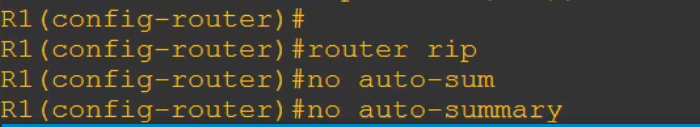 R1(config-router)#
R1(config-router)#router rip
R1(config-router)#no auto-sum
R1(config-router)#no auto-summary